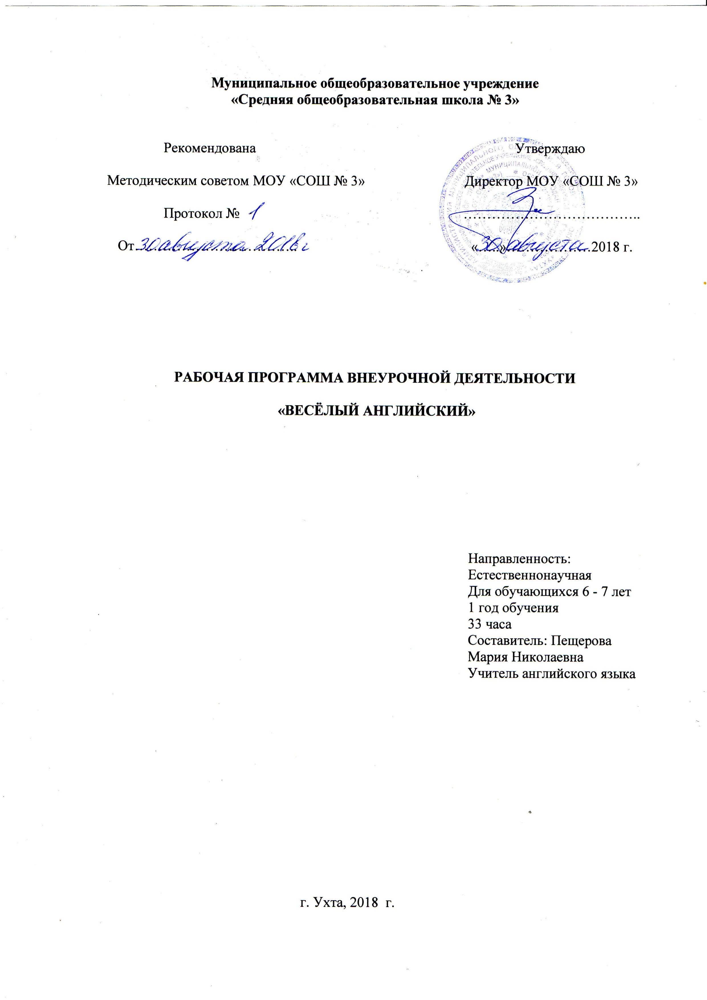 Муниципальное общеобразовательное учреждение
«Средняя общеобразовательная школа № 3»
Рекомендована
Методическим советом МОУ «СОШ № 3»
Протокол № 1
От 30 августа 2018 г
Утверждаю
Директор МОУ «СОШ № 3»
«30» августа 2018 г.
РАБОЧАЯ ПРОГРАММА ВНЕУРОЧНОЙ ДЕЯТЕЛЬНОСТИ
«ВЕСЁЛЫЙ АНГЛИЙСКИЙ»
Направленность:
Естественнонаучная
Для обучающихся 6 - 7 лет
1 год обучения
33 часа
Составитель: Пещерова
Мария Николаевна
Учитель английского языка
г. Ухта, 2018 г.